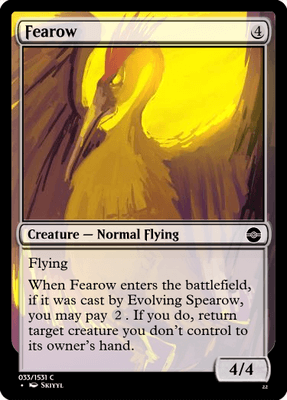 Fearow 4
Creature — Normal Flying
Flying
When Fearow enters the battlefield,
if it was cast by Evolving Spearow,
you may pay 2 . If you do, return
target creature you don't control to
its owner's hand.
4/4
033/1531 C
• SKIYYL
22